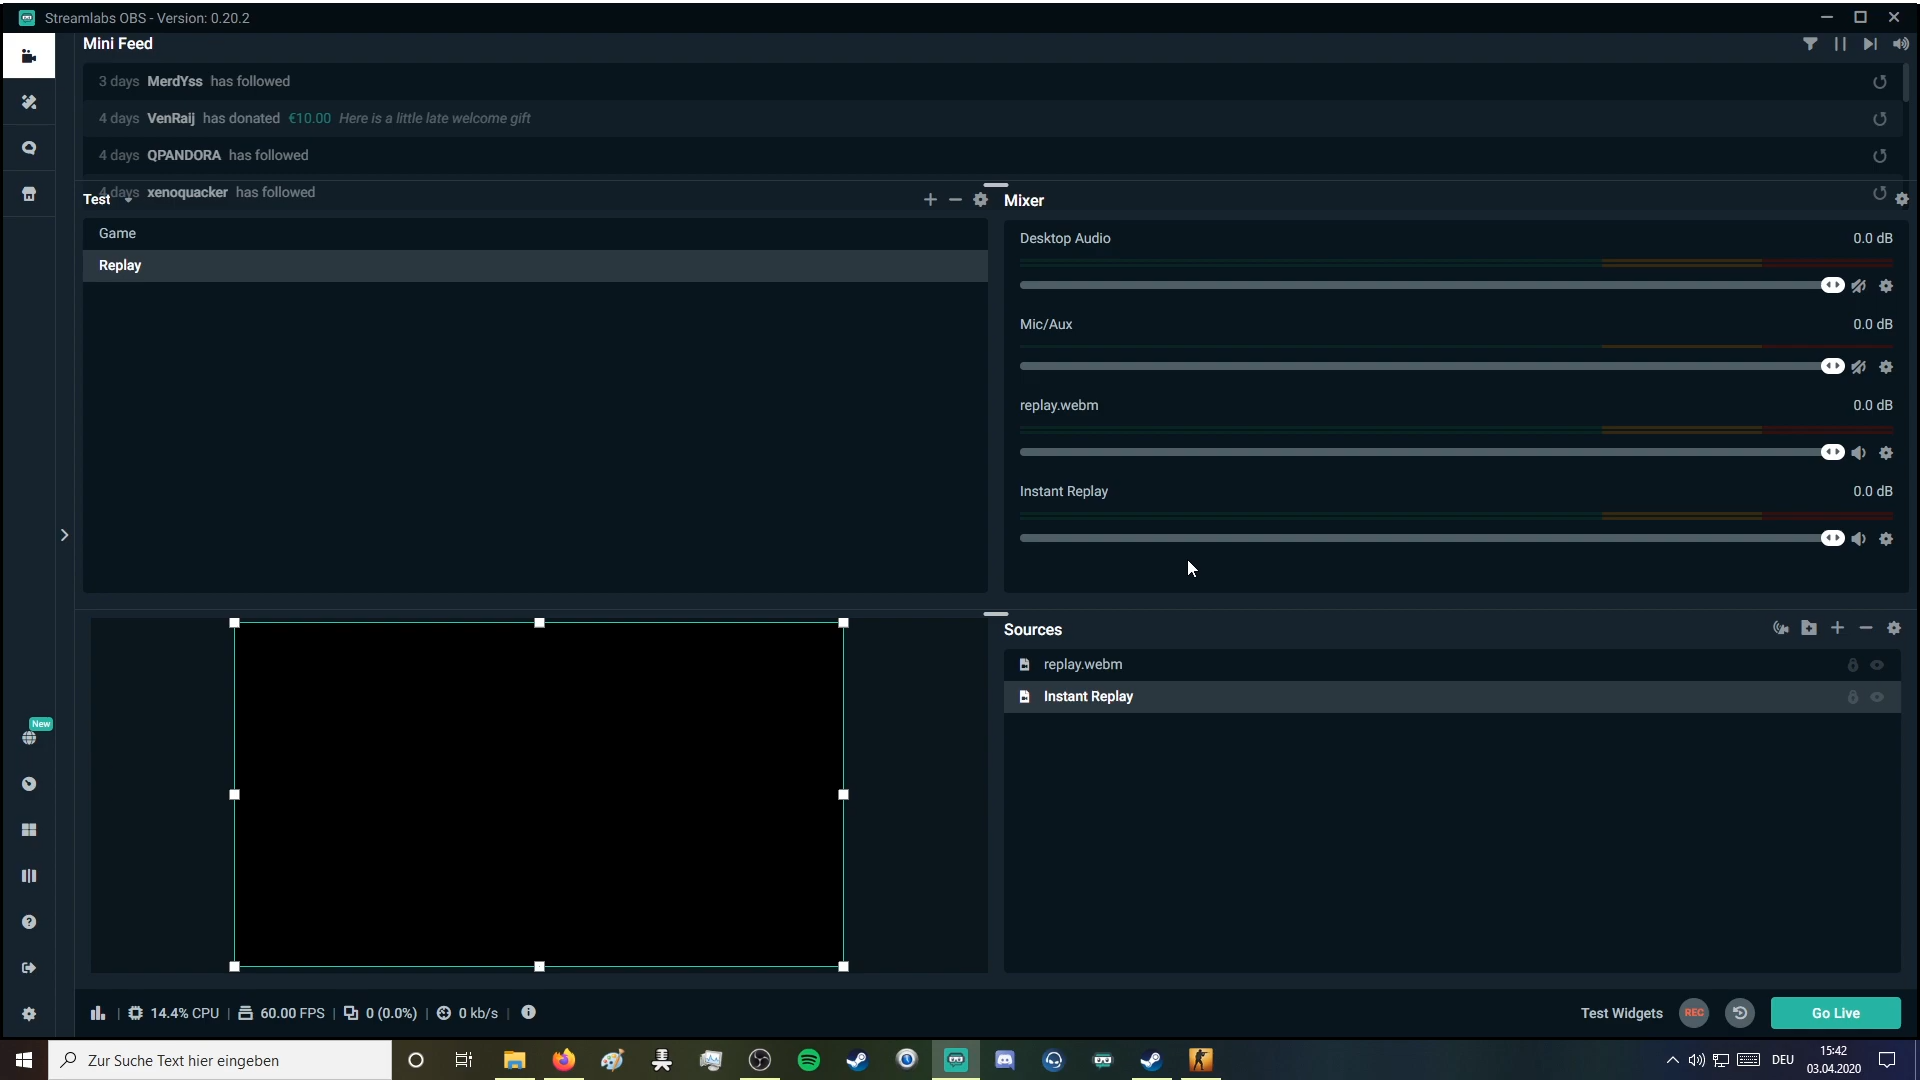 Streamlabs OBS - Version: 0.20.2
Mini Feed
3 days MerdYss has followed
4 days VenRaij has donated €10.00 Here is a little late welcome gift
4 days QPANDORA has followed
4 days xenoquacker has followed
Test
Game
Replay
Mixer
Desktop Audio 0.0 dB
Mic/Aux 0.0 dB
replay.webm 0.0 dB
Instant Replay 0.0 dB
Sources
replay.webm
Instant Replay
New
14.4% CPU 60.00 FPS 0 (0.0%) 0 kb/s
Test Widgets REC Go Live
Zur Suche Text hier eingeben
DEU 15:42
03.04.2020